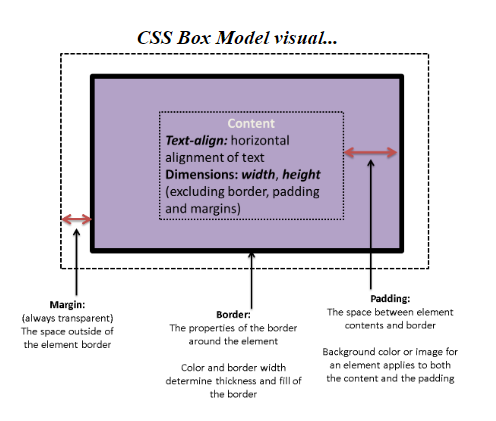 CSS Box Model visual...
Content
Text-align: horizontal
alignment of text
Dimensions: width, height
(excluding border, padding
and margins)
Margin:
(always transparent)
The space outside of
the element border
Border:
The properties of the border
around the element
Color and border width
determine thickness and fill of
the border
Padding:
The space between element
contents and border
Background color or image for
an element applies to both
the content and the padding